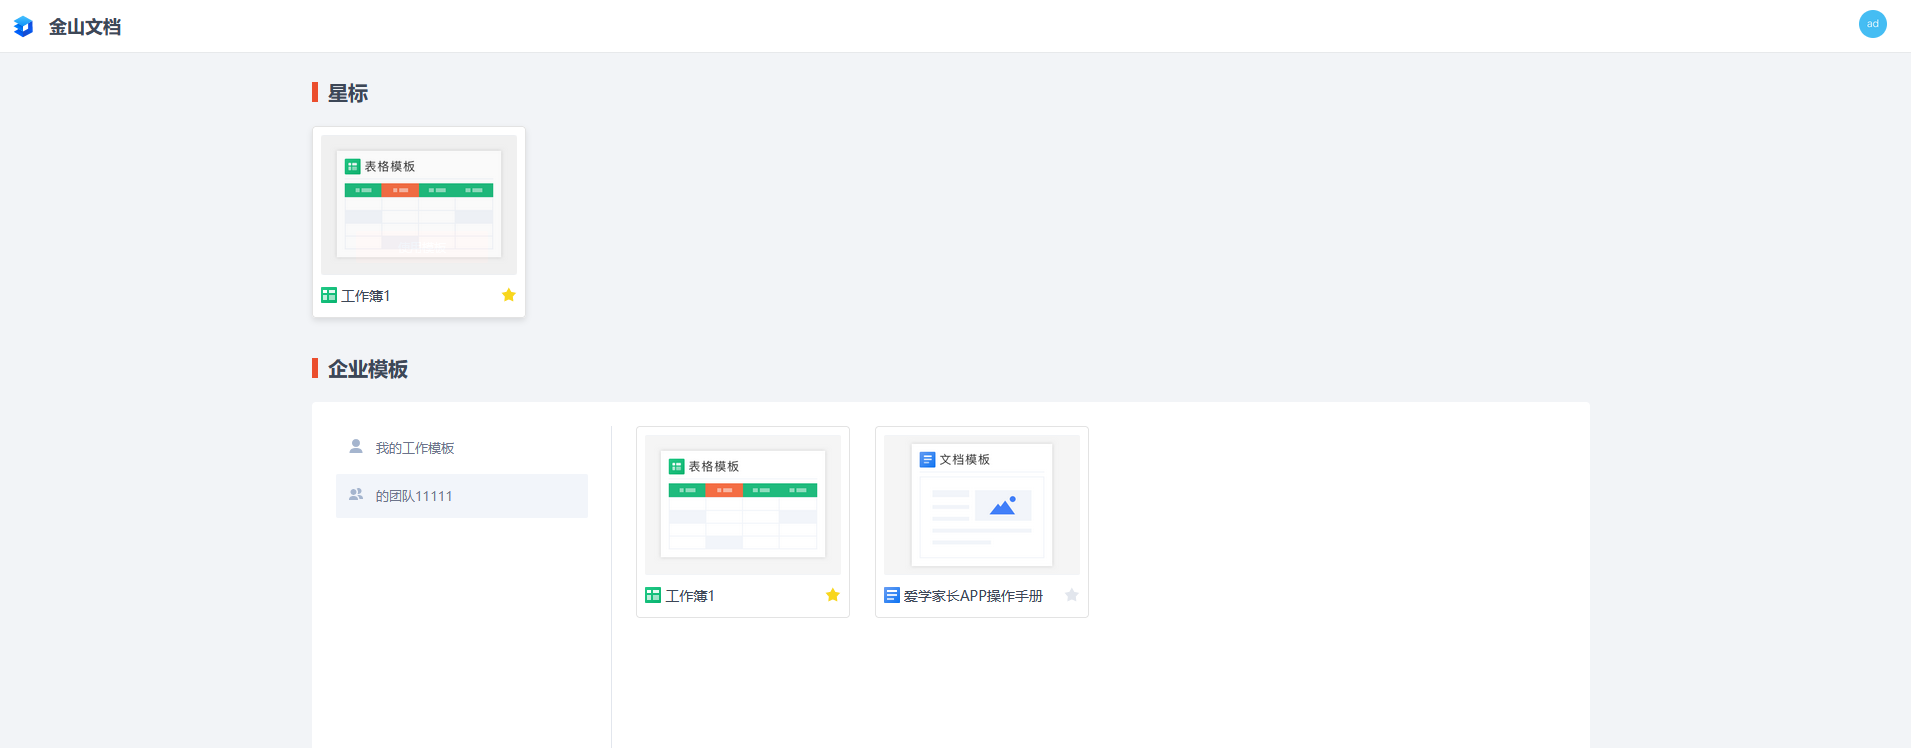 金山文档
ad
星标
表格模板
工作簿1
企业模板
我的工作模板
的团队11111
表格模板
工作簿1
文档模板
爱学家长APP操作手册